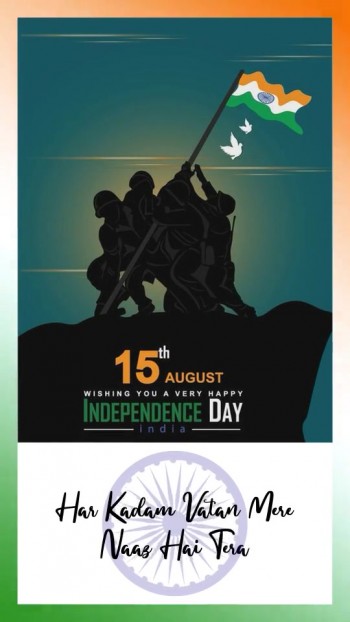 15th AUGUST
WISHING YOU A VERY HAPPY
INDEPENDENCE DAY
india
Har Kadam Vatan Mere
Naaz Hai Tera